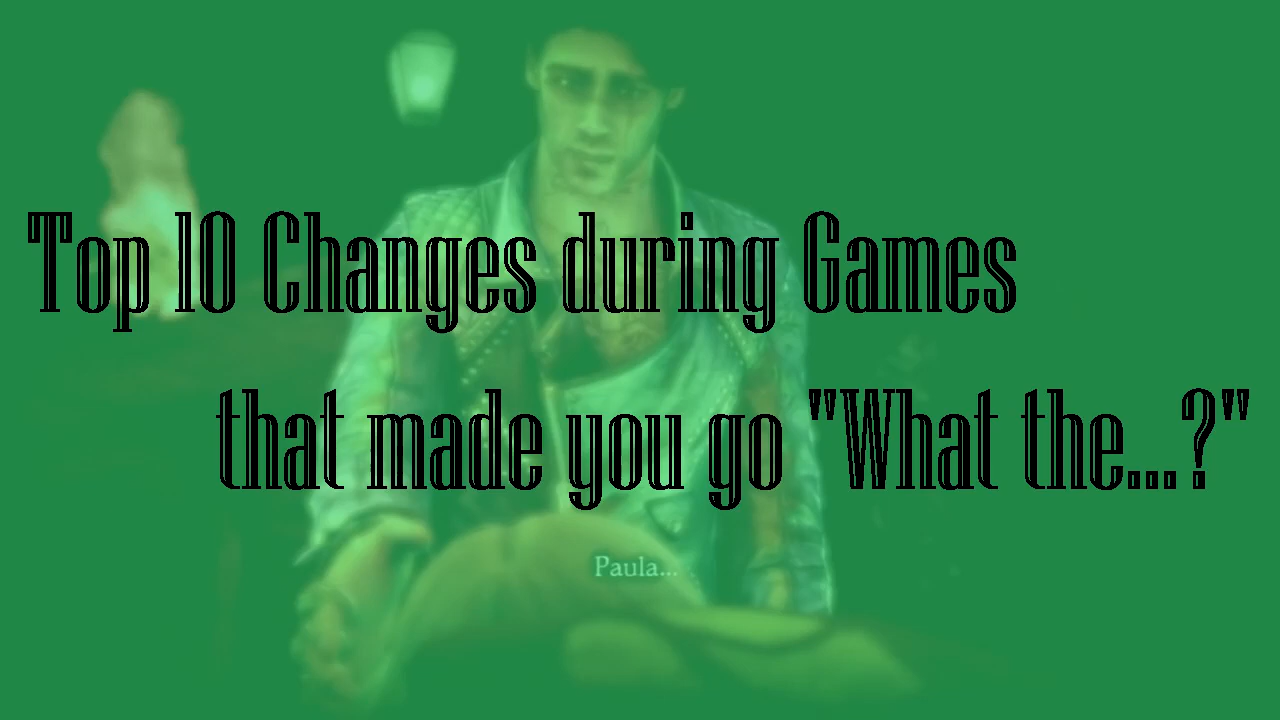 Top 10 Changes during Games
that made you go "What the...?"
Paula...